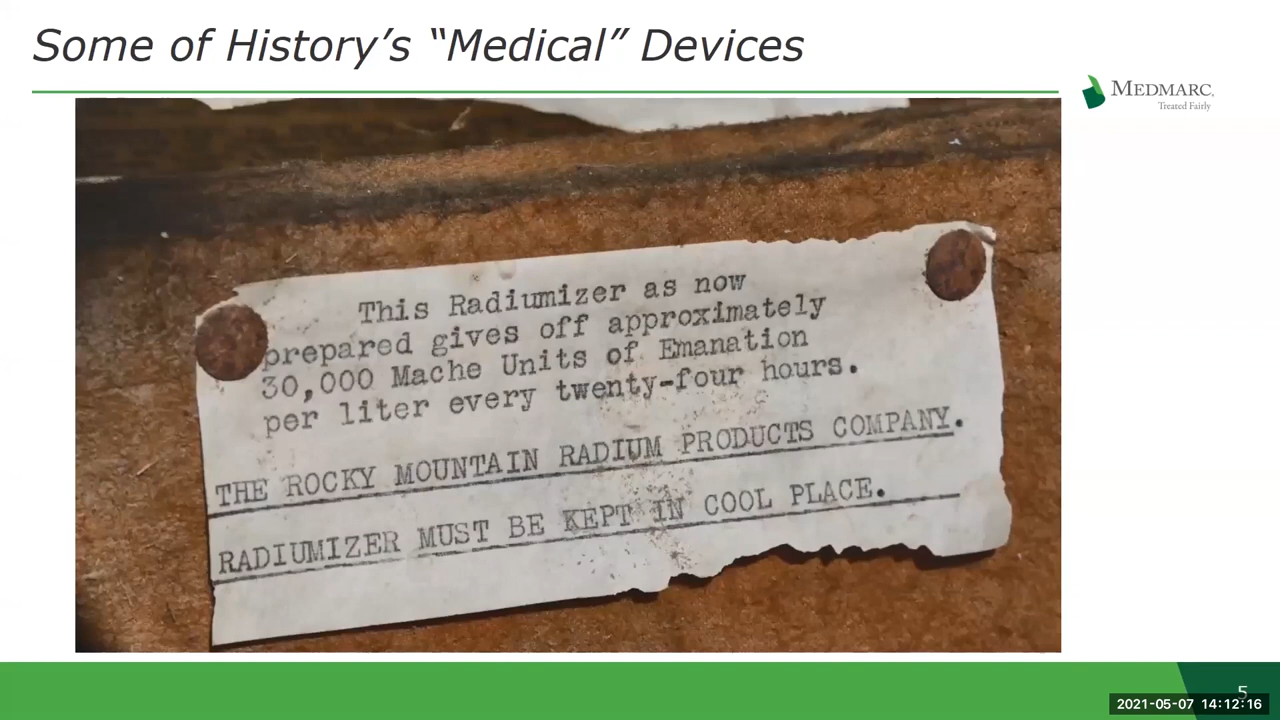 Some of History’s “Medical” Devices
MEDMARC
Treated Fairly
This Radiumizer as now
prepared gives off approximately
30,000 Mache Units of Emanation
per liter every twenty-four hours.
THE ROCKY MOUNTAIN RADIUM PRODUCTS COMPANY.
RADIUMIZER MUST BE KEPT IN COOL PLACE.
5
2021-05-07 14:12:16